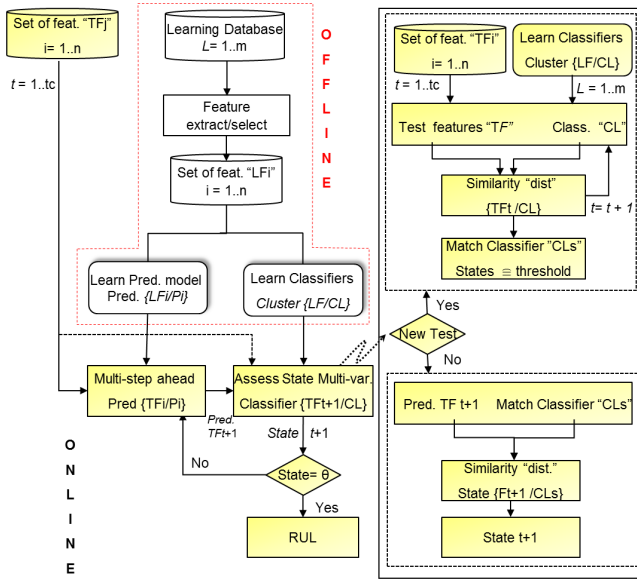 Set of feat. “TFj”
i= 1..n
t = 1..tc
Learning Database
L= 1..m
Feature
extract/select
Set of feat. “LFi”
i = 1..n
OFFLINE
Learn Pred. model
Pred. {LFi/Pi}
Learn Classifiers
Cluster {LF/CL}
Multi-step ahead
Pred {TFi/Pi}
Pred.
TFt+1
Assess State Multi-var.
Classifier {TFt+1/CL}
State t+1
No
State= θ
Yes
RUL
ONLINE
Set of feat. “TFi”
i= 1..n
t = 1..tc
Learn Classifiers
Cluster {LF/CL}
L = 1..m
Test features “TF” Class. “CL”
Similarity “dist”
{TFt /CL}
t= t + 1
Match Classifier “CLs”
States ≅ threshold
Yes
New Test
No
Pred. TF t+1 Match Classifier “CLs”
Similarity “dist.”
State {Ft+1 /CLs}
State t+1